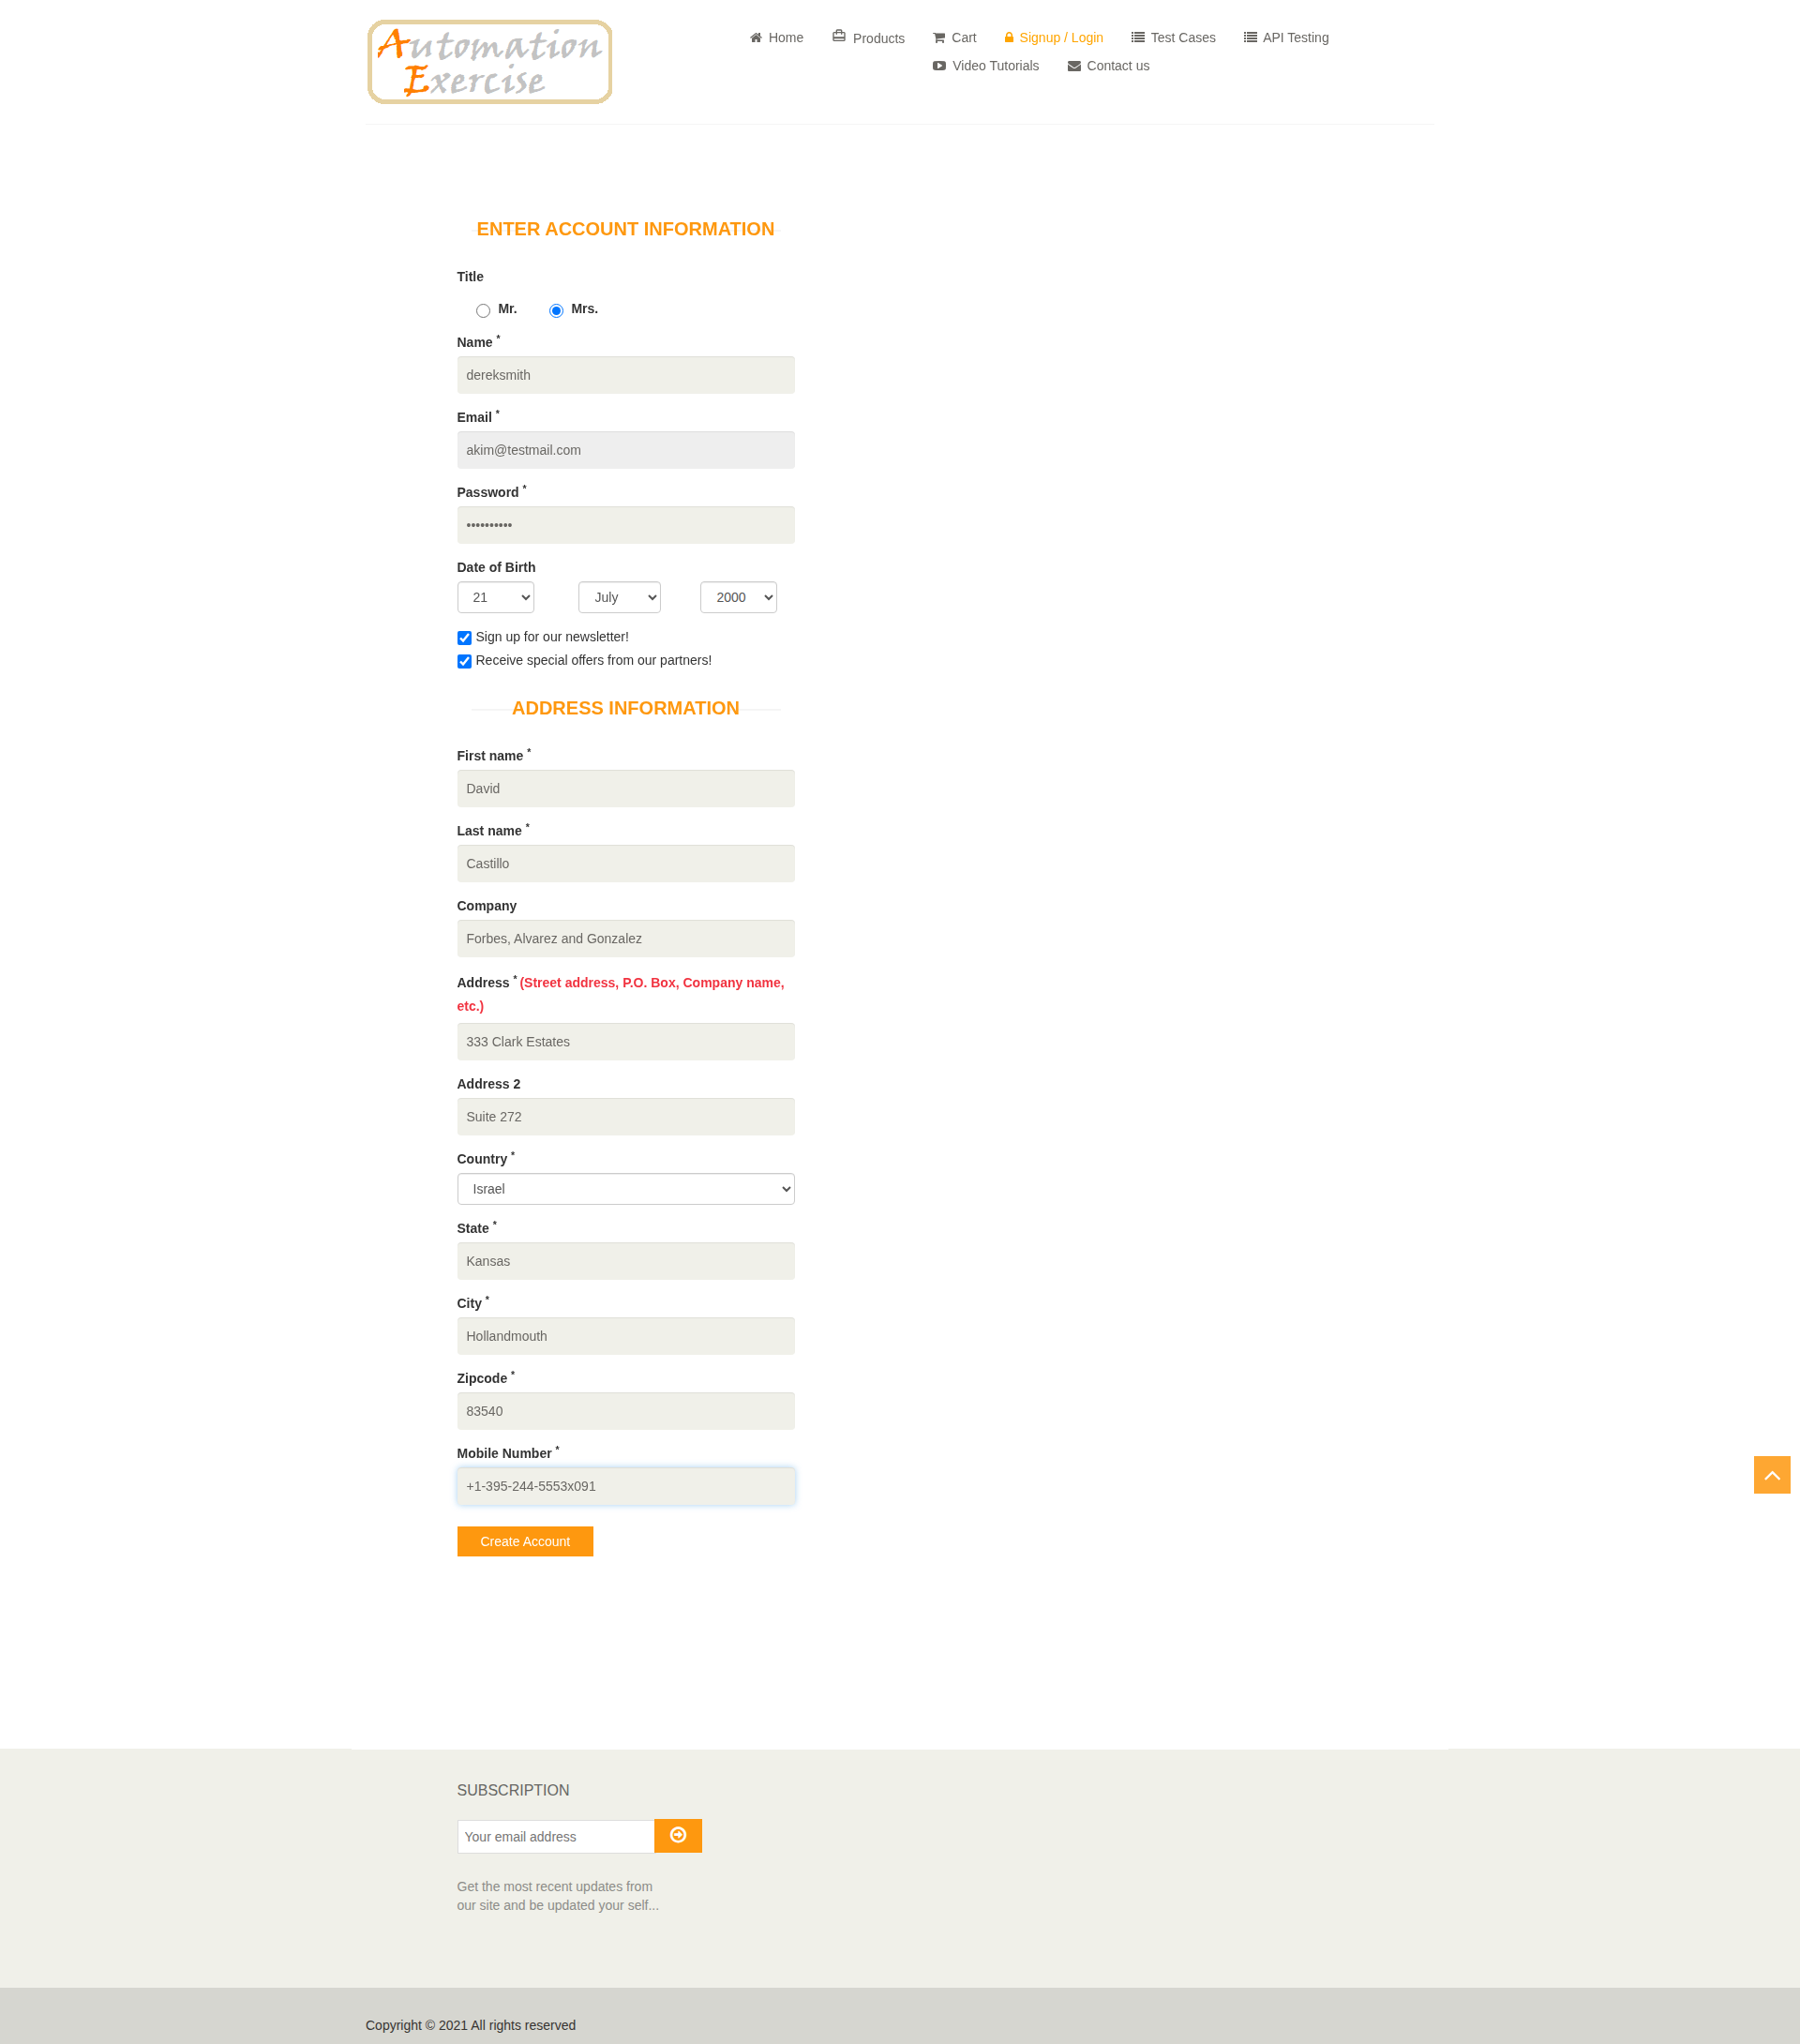 Automation
Exercise
Home
Products
Cart
Signup / Login
Test Cases
API Testing
Video Tutorials
Contact us
ENTER ACCOUNT INFORMATION
Title
Mr.
Mrs.
Name *
dereksmith
Email *
akim@testmail.com
Password *
••••••••••
Date of Birth
21
July
2000
Sign up for our newsletter!
Receive special offers from our partners!
ADDRESS INFORMATION
First name *
David
Last name *
Castillo
Company
Forbes, Alvarez and Gonzalez
Address * (Street address, P.O. Box, Company name,
etc.)
333 Clark Estates
Address 2
Suite 272
Country *
Israel
State *
Kansas
City *
Hollandmouth
Zipcode *
83540
Mobile Number *
+1-395-244-5553x091
Create Account
SUBSCRIPTION
Your email address
Get the most recent updates from
our site and be updated your self...
Copyright © 2021 All rights reserved